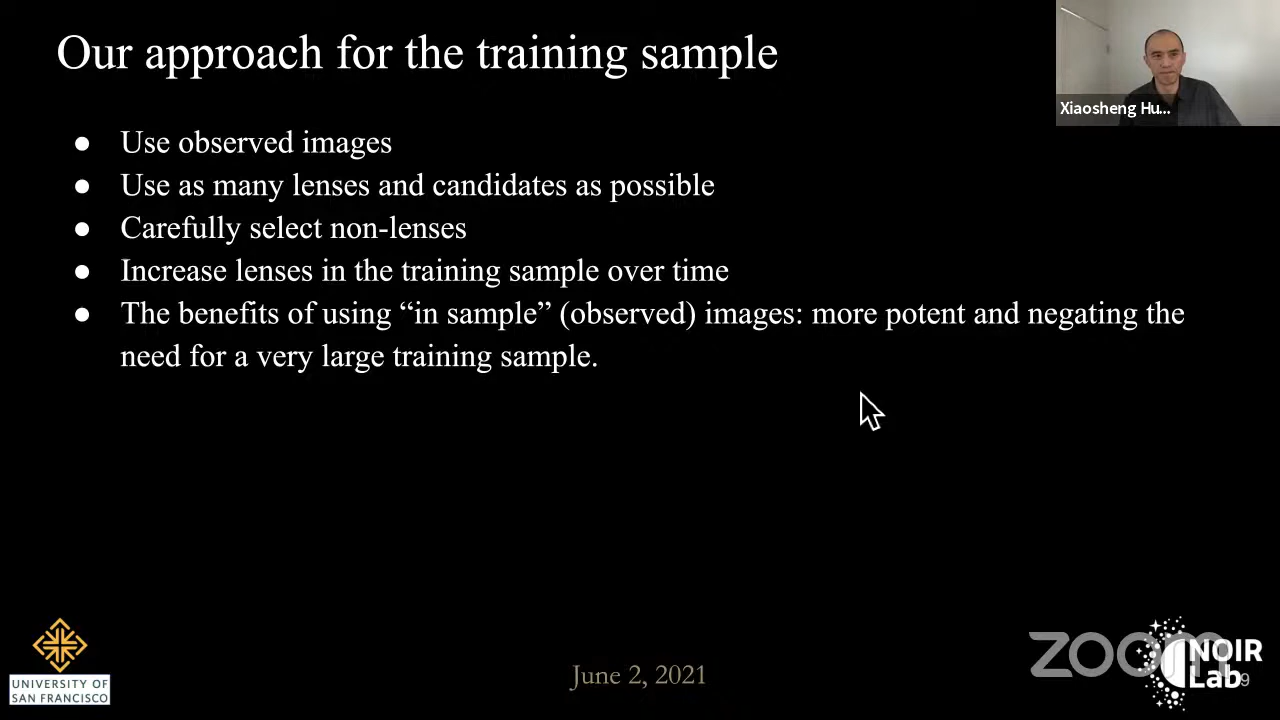 Our approach for the training sample
Xiaosheng Hu...
● Use observed images
● Use as many lenses and candidates as possible
● Carefully select non-lenses
● Increase lenses in the training sample over time
● The benefits of using “in sample” (observed) images: more potent and negating the
need for a very large training sample.
UNIVERSITY OF
SAN FRANCISCO
June 2, 2021
zoom
NOIR
Lab
9